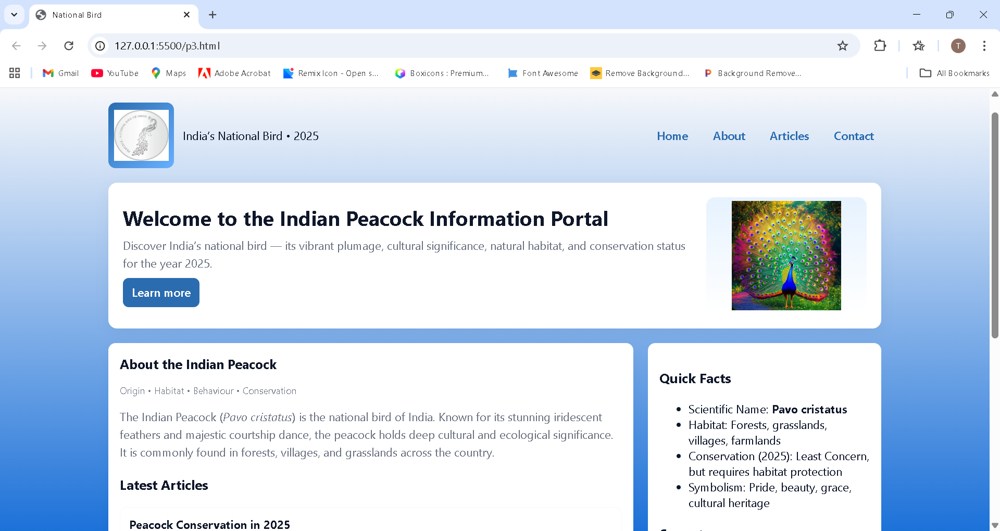 National Bird
127.0.0.1:5500/p3.html
T
Gmail
YouTube
Maps
Adobe Acrobat
Remix Icon - Open s...
Boxicons : Premium...
Font Awesome
Remove Background...
Background Remove...
All Bookmarks
NATIONAL BIRD OF INDIA
PEACOCK
India’s National Bird • 2025
Home
About
Articles
Contact
Welcome to the Indian Peacock Information Portal
Discover India’s national bird — its vibrant plumage, cultural significance, natural habitat, and conservation status
for the year 2025.
Learn more
About the Indian Peacock
Origin • Habitat • Behaviour • Conservation
The Indian Peacock (Pavo cristatus) is the national bird of India. Known for its stunning iridescent
feathers and majestic courtship dance, the peacock holds deep cultural and ecological significance.
It is commonly found in forests, villages, and grasslands across the country.
Latest Articles
Peacock Conservation in 2025
Quick Facts
• Scientific Name: Pavo cristatus
• Habitat: Forests, grasslands,
villages, farmlands
• Conservation (2025): Least Concern,
but requires habitat protection
• Symbolism: Pride, beauty, grace,
cultural heritage